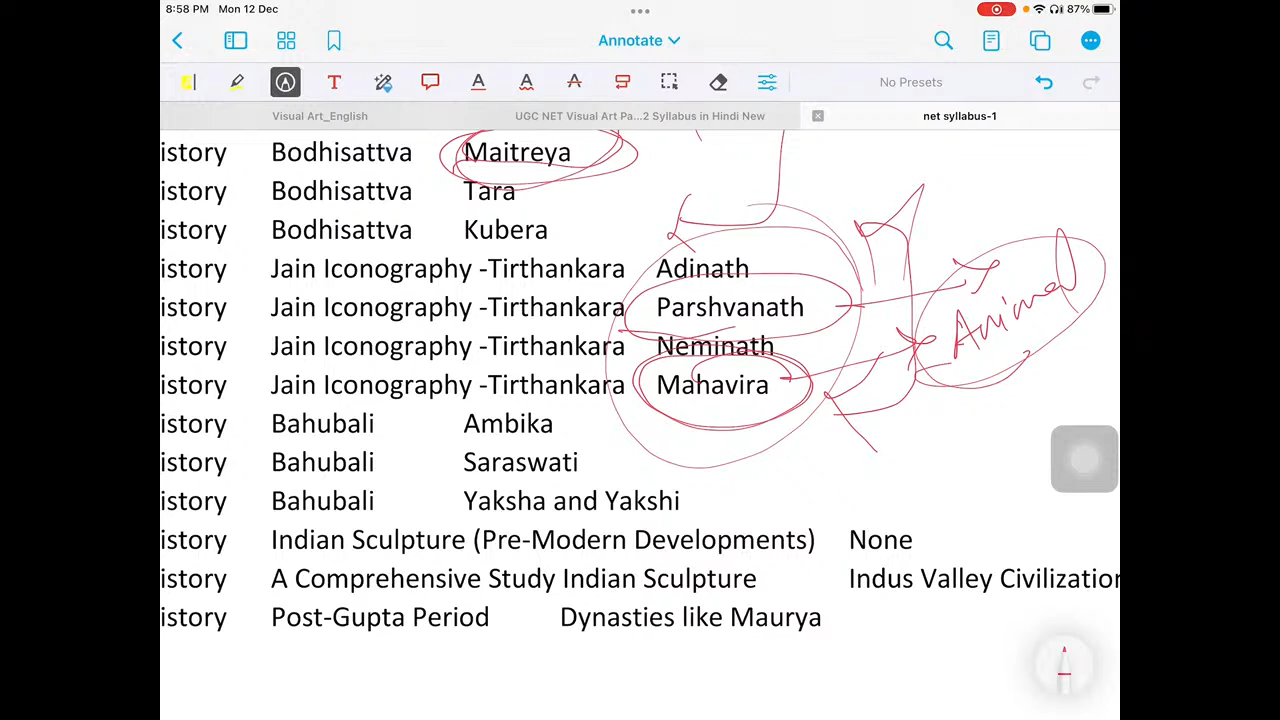 8:58 PM Mon 12 Dec
87%
Annotate
No Presets
Visual Art_English
UGC NET Visual Art Pa...2 Syllabus in Hindi New
net syllabus-1
istory Bodhisattva Maitreya
istory Bodhisattva Tara
istory Bodhisattva Kubera
istory Jain Iconography -Tirthankara Adinath
istory Jain Iconography -Tirthankara Parshvanath
Animal
istory Jain Iconography -Tirthankara Neminath
istory Jain Iconography -Tirthankara Mahavira
istory Bahubali Ambika
istory Bahubali Saraswati
istory Bahubali Yaksha and Yakshi
istory Indian Sculpture (Pre-Modern Developments) None
istory A Comprehensive Study Indian Sculpture Indus Valley Civilization
istory Post-Gupta Period Dynasties like Maurya